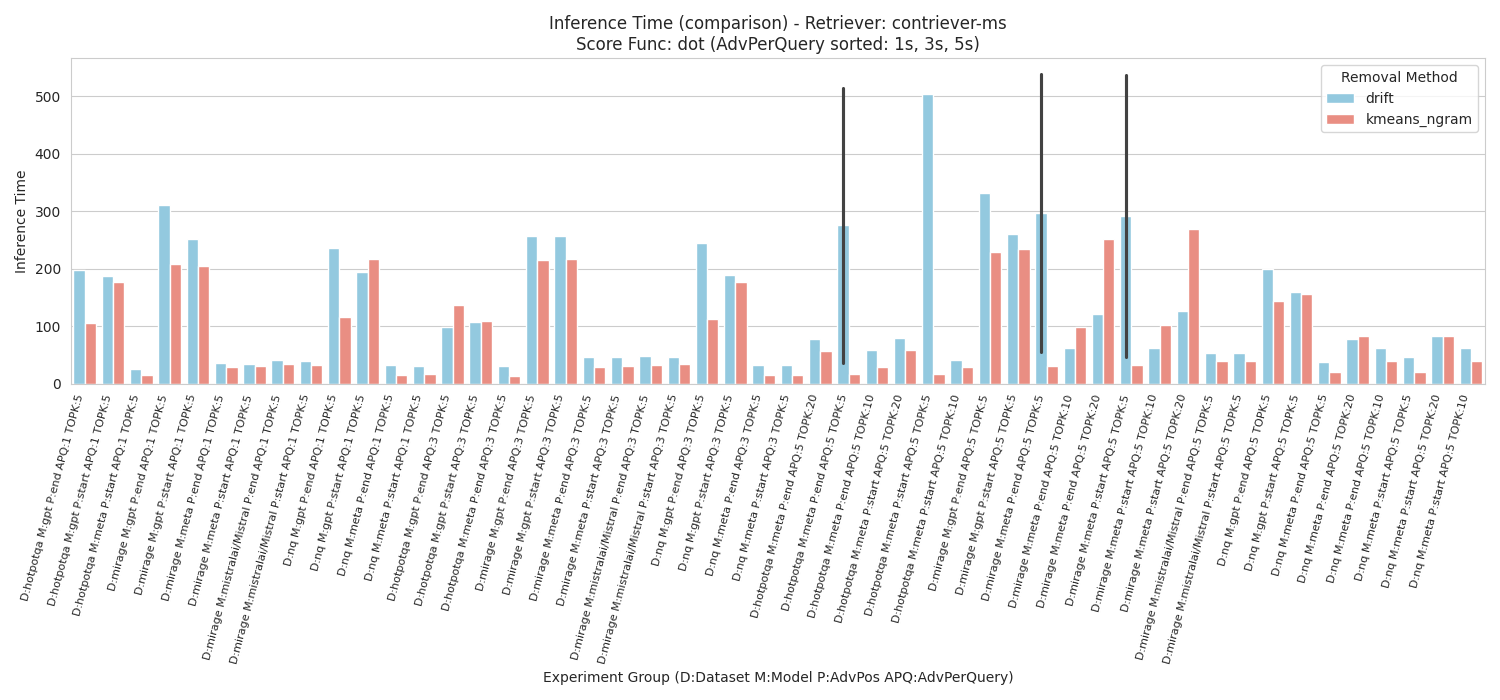 Inference Time (comparison) - Retriever: contriever-ms
Score Func: dot (AdvPerQuery sorted: 1s, 3s, 5s)
Removal Method
drift
kmeans_ngram
Inference Time
500
400
300
200
100
0
D:hotpotqa M:gpt P:end APQ:1 TOPK:5
D:hotpotqa M:gpt P:start APQ:1 TOPK:5
D:hotpotqa M:meta P:start APQ:1 TOPK:5
D:mirage M:gpt P:end APQ:1 TOPK:5
D:mirage M:gpt P:start APQ:1 TOPK:5
D:mirage M:meta P:end APQ:1 TOPK:5
D:mirage M:meta P:start APQ:1 TOPK:5
D:mirage M:mistralai/Mistral P:end APQ:1 TOPK:5
D:mirage M:mistralai/Mistral P:start APQ:1 TOPK:5
D:nq M:gpt P:end APQ:1 TOPK:5
D:nq M:gpt P:start APQ:1 TOPK:5
D:nq M:meta P:end APQ:1 TOPK:5
D:nq M:meta P:start APQ:1 TOPK:5
D:hotpotqa M:gpt P:end APQ:3 TOPK:5
D:hotpotqa M:gpt P:start APQ:3 TOPK:5
D:hotpotqa M:meta P:end APQ:3 TOPK:5
D:mirage M:gpt P:end APQ:3 TOPK:5
D:mirage M:gpt P:start APQ:3 TOPK:5
D:mirage M:meta P:end APQ:3 TOPK:5
D:mirage M:meta P:start APQ:3 TOPK:5
D:mirage M:mistralai/Mistral P:end APQ:3 TOPK:5
D:mirage M:mistralai/Mistral P:start APQ:3 TOPK:5
D:nq M:gpt P:end APQ:3 TOPK:5
D:nq M:gpt P:start APQ:3 TOPK:5
D:nq M:meta P:end APQ:3 TOPK:5
D:nq M:meta P:start APQ:3 TOPK:5
D:hotpotqa M:meta P:end APQ:5 TOPK:20
D:hotpotqa M:meta P:end APQ:5 TOPK:5
D:hotpotqa M:meta P:end APQ:5 TOPK:10
D:hotpotqa M:meta P:start APQ:5 TOPK:20
D:hotpotqa M:meta P:start APQ:5 TOPK:5
D:hotpotqa M:meta P:start APQ:5 TOPK:10
D:mirage M:gpt P:end APQ:5 TOPK:5
D:mirage M:gpt P:start APQ:5 TOPK:5
D:mirage M:meta P:end APQ:5 TOPK:5
D:mirage M:meta P:end APQ:5 TOPK:10
D:mirage M:meta P:end APQ:5 TOPK:20
D:mirage M:meta P:start APQ:5 TOPK:5
D:mirage M:meta P:start APQ:5 TOPK:10
D:mirage M:meta P:start APQ:5 TOPK:20
D:mirage M:mistralai/Mistral P:end APQ:5 TOPK:5
D:mirage M:mistralai/Mistral P:start APQ:5 TOPK:5
D:nq M:gpt P:end APQ:5 TOPK:5
D:nq M:gpt P:start APQ:5 TOPK:5
D:nq M:meta P:end APQ:5 TOPK:5
D:nq M:meta P:end APQ:5 TOPK:20
D:nq M:meta P:end APQ:5 TOPK:10
D:nq M:meta P:start APQ:5 TOPK:5
D:nq M:meta P:start APQ:5 TOPK:20
D:nq M:meta P:start APQ:5 TOPK:10
Experiment Group (D:Dataset M:Model P:AdvPos APQ:AdvPerQuery)